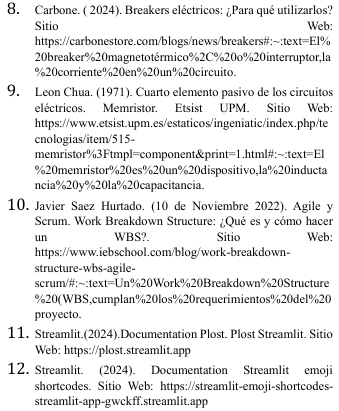 8. Carbone. ( 2024). Breakers eléctricos: ¿Para qué utilizarlos?
Sitio Web:
https://carbonestore.com/blogs/news/breakers#:~:text=El%
20breaker%20magnetotérmico%2C%20o%20interruptor,la
%20corriente%20en%20un%20circuito.
9. Leon Chua. (1971). Cuarto elemento pasivo de los circuitos
eléctricos. Memristor. Etsist UPM. Sitio Web:
https://www.etsist.upm.es/estaticos/ingeniatic/index.php/te
cnologias/item/515-
memristor%3Ftmpl=component&print=1.html#:~:text=El
%20memristor%20es%20un%20dispositivo,la%20inducta
ncia%20y%20la%20capacitancia.
10. Javier Saez Hurtado. (10 de Noviembre 2022). Agile y
Scrum. Work Breakdown Structure: ¿Qué es y cómo hacer
un WBS?. Sitio Web:
https://www.iebschool.com/blog/work-breakdown-
structure-wbs-agile-
scrum/#:~:text=Un%20Work%20Breakdown%20Structure
%20(WBS,cumplan%20los%20requerimientos%20del%20
proyecto.
11. Streamlit.(2024).Documentation Plost. Plost Streamlit. Sitio
Web: https://plost.streamlit.app
12. Streamlit. (2024). Documentation Streamlit emoji
shortcodes. Sitio Web: https://streamlit-emoji-shortcodes-
streamlit-app-gwckff.streamlit.app